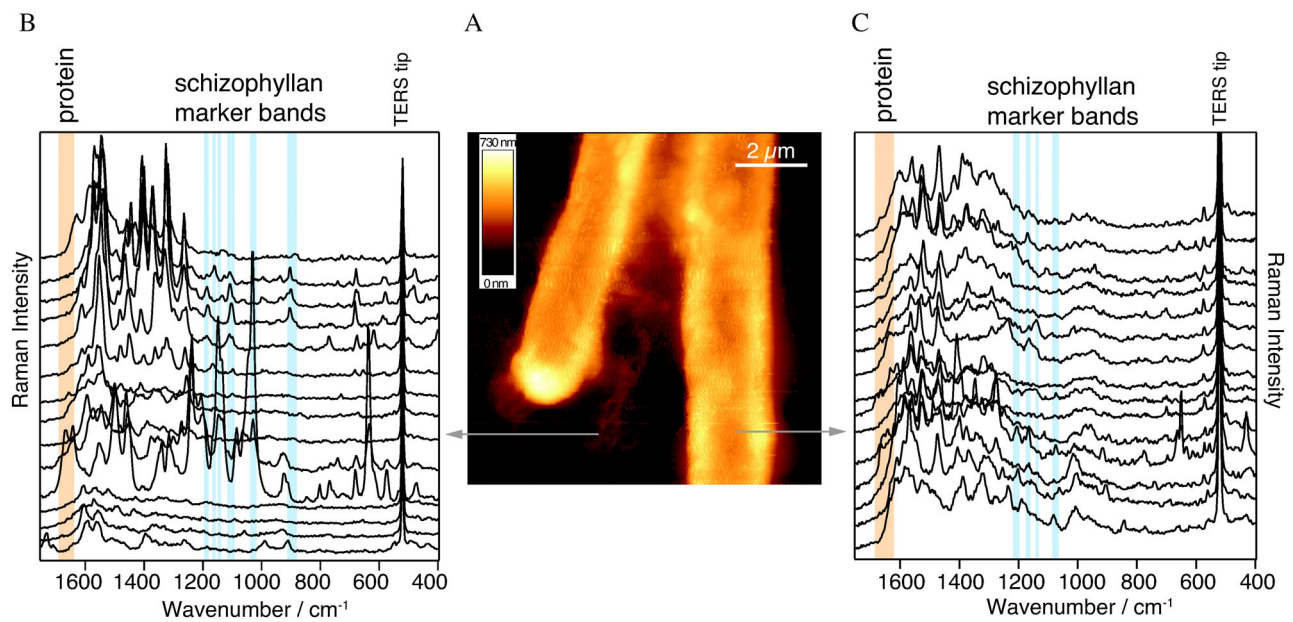 B
protein
schizophyllan
marker bands
TERS tip
Raman Intensity
1600 1400 1200 1000 800 600 400
Wavenumber / cm-1
A
730 nm
0 nm
2 µm
C
protein
schizophyllan
marker bands
TERS tip
Raman Intensity
1600 1400 1200 1000 800 600 400
Wavenumber / cm-1